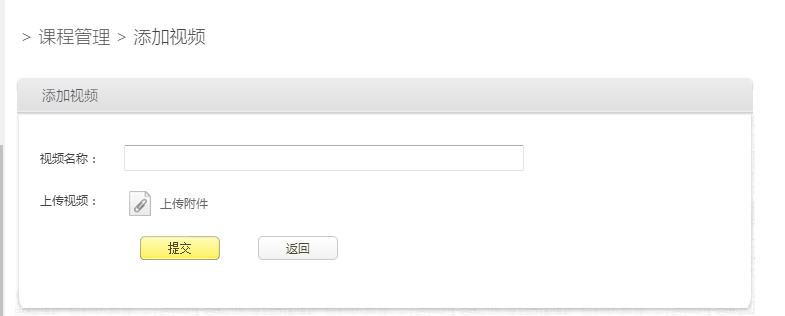 > 课程管理 > 添加视频
添加视频
视频名称：
上传视频： 上传附件
提交 返回